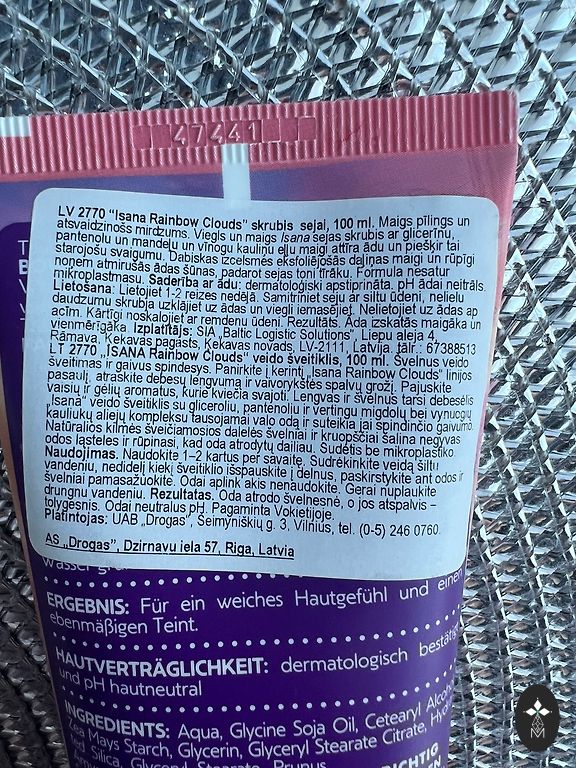 47441
LV 2770 "Isana Rainbow Clouds" skrubis sejai, 100 ml. Maigs pīlings un
atsvaidzinošs mirdzums. Viegls un maigs Isana sejas skrubis ar glicerīnu,
pantenolu un mandeļu un vīnogu kauliņu eļļu maigi attīra ādu un piešķir tai
starojošu svaigumu. Dabiskas izcelsmes eksfoliējošās daļiņas maigi un rūpīgi
noņem atmirušās ādas šūnas, padarot sejas toni tīrāku. Formula nesatur
mikroplastmasu. Saderība ar ādu: dermatoloģiski apstiprināta. pH ādai neitrāls.
Lietošana: Lietojiet 1-2 reizes nedēļā. Samitriniet seju ar siltu ūdeni, nelielu
daudzumu skrubja uzklājiet uz ādas un viegli iemasējiet. Nelietojiet uz ādas ap
acīm. Kārtīgi noskalojiet ar remdenu ūdeni. Rezultāts. Āda izskatās maigāka un
vienmērīgāka. Izplatītājs: SIA „Baltic Logistic Solutions”, Liepu aleja 4,
Rāmava, Ķekavas pagasts, Ķekavas novads, LV-2111, Latvija. tālr.: 67388513
LT 2770 „ISANA Rainbow Clouds” veido šveitiklis, 100 ml. Švelnus veido
šveitimas ir gaivus spindesys. Panirkite į kerintį „Isana Rainbow Clouds” linijos
pasaulį, atraskite debesų lengvumą ir vaivorykštės spalvų grožį. Pajuskite
vaisių ir gėlių aromatus, kurie kviečia svajoti. Lengvas ir švelnus tarsi debesėlis
„Isana” veido šveitiklis su gliceroliu, pantenoliu ir vertingu migdolų bei vynuogių
kauliukų aliejų kompleksu tausojamai valo odą ir suteikia jai spindinčio gaivumo.
Natūralios kilmės šveičiamosios dalelės švelniai ir kruopščiai šalina negyvas
odos ląsteles ir rūpinasi, kad oda atrodytų dailiau. Sudėtis be mikroplastiko.
Naudojimas. Naudokite 1–2 kartus per savaitę. Sudrėkinkite veidą šiltu
vandeniu, nedidelį kiekį šveitiklio išspauskite į delnus, paskirstykite ant odos ir
švelniai pamasažuokite. Odai aplink akis nenaudokite. Gerai nuplaukite
drungnu vandeniu. Rezultatas. Oda atrodo švelnesnė, o jos atspalvis –
tolygesnis. Odai neutralus pH. Pagaminta Vokietijoje.
Platintojas: UAB „Drogas”, Šeimyniškių g. 3, Vilnius, tel. (0-5) 246 0760.
AS „Drogas”, Dzirnavu iela 57, Riga, Latvia
ERGEBNIS: Für ein weiches Hautgefühl und einen
ebenmäßigen Teint.
HAUTVERTRÄGLICHKEIT: dermatologisch bestätigt
und pH hautneutral
INGREDIENTS: Aqua, Glycine Soja Oil, Cetearyl Alcohol,
Zea Mays Starch, Glycerin, Glyceryl Stearate Citrate,
Silica, Glyceryl Stearate, Prunus